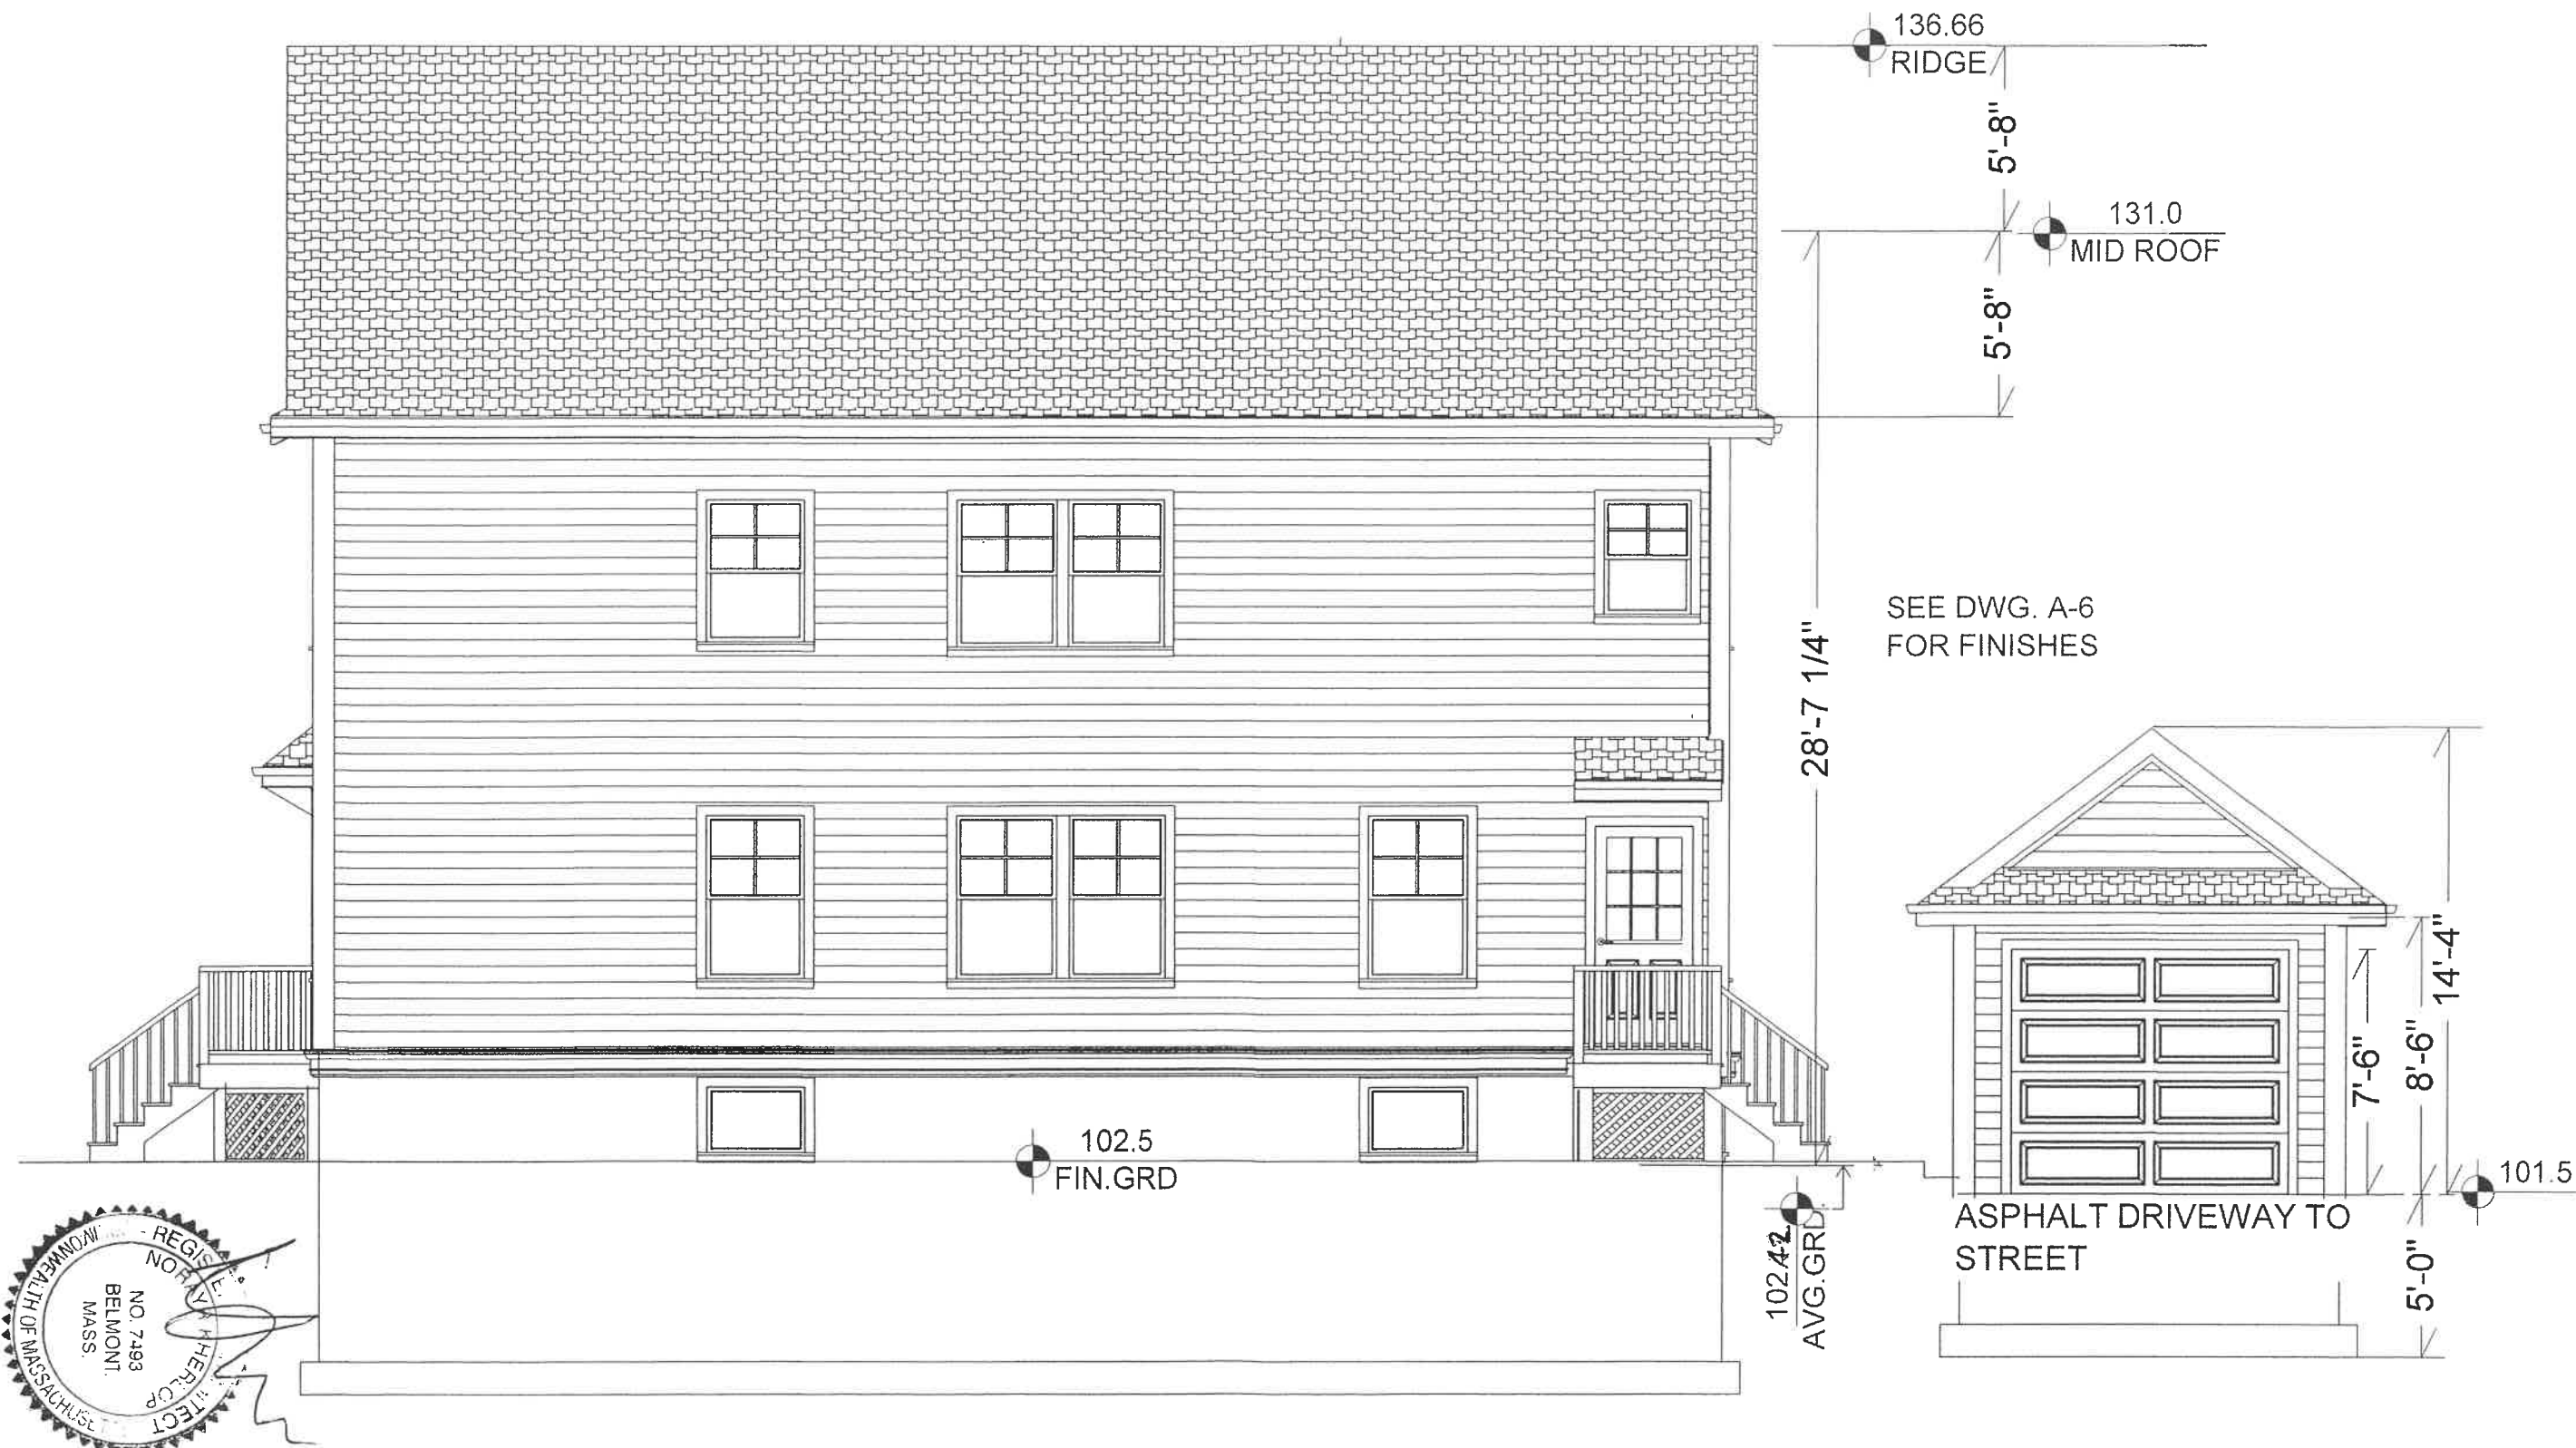 136.66
RIDGE
5'-8"
131.0
MID ROOF
5'-8"
28'-7 1/4"
SEE DWG. A-6
FOR FINISHES
14'-4"
8'-6"
7'-6"
102.5
FIN.GRD
101.5
ASPHALT DRIVEWAY TO
STREET
5'-0"
AVG.GRD.
NO. 7493
BELMONT,
MASS.